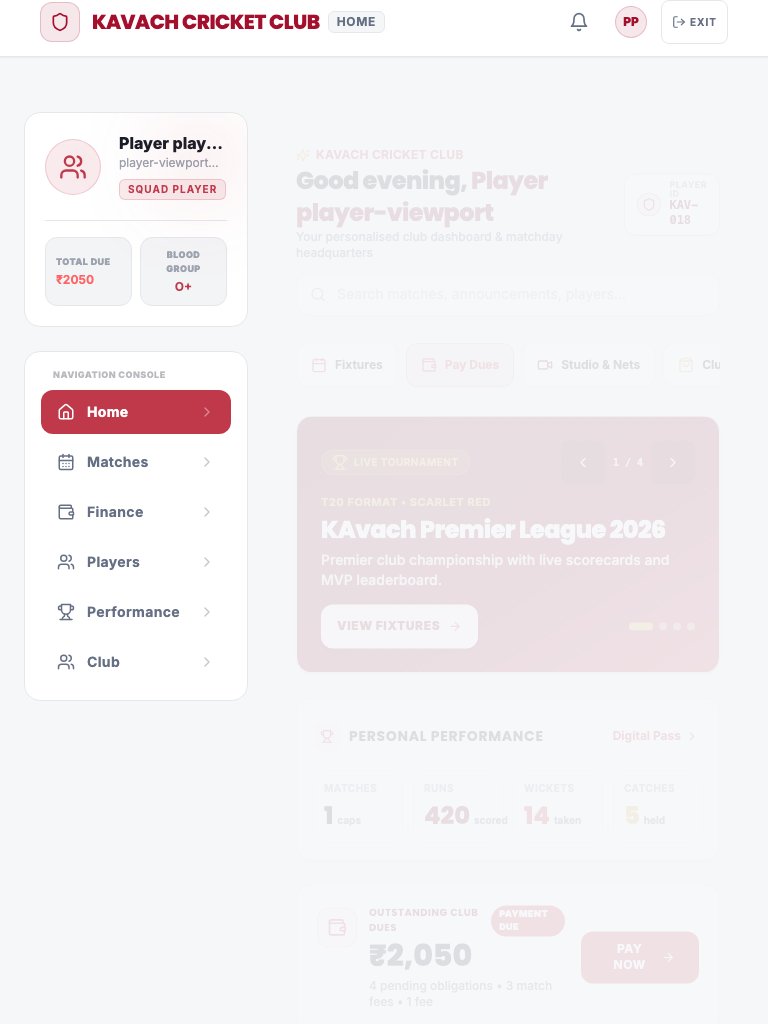 KAVACH CRICKET CLUB HOME
PP
EXIT
Player play...
player-viewport...
SQUAD PLAYER
TOTAL DUE
₹2050
BLOOD
GROUP
O+
NAVIGATION CONSOLE
Home
Matches
Finance
Players
Performance
Club
KAVACH CRICKET CLUB
Good evening, Player
player-viewport
Your personalised club dashboard & matchday
headquarters
PLAYER
ID
KAV-
018
Search matches, announcements, players...
Fixtures
Pay Dues
Studio & Nets
Clu
LIVE TOURNAMENT
1 / 4
T20 FORMAT • SCARLET RED
KAvach Premier League 2026
Premier club championship with live scorecards and
MVP leaderboard.
VIEW FIXTURES
PERSONAL PERFORMANCE
Digital Pass
MATCHES
1 caps
RUNS
420 scored
WICKETS
14 taken
CATCHES
5 held
OUTSTANDING CLUB
DUES
PAYMENT
DUE
₹2,050
4 pending obligations • 3 match
fees • 1 fee
PAY
NOW